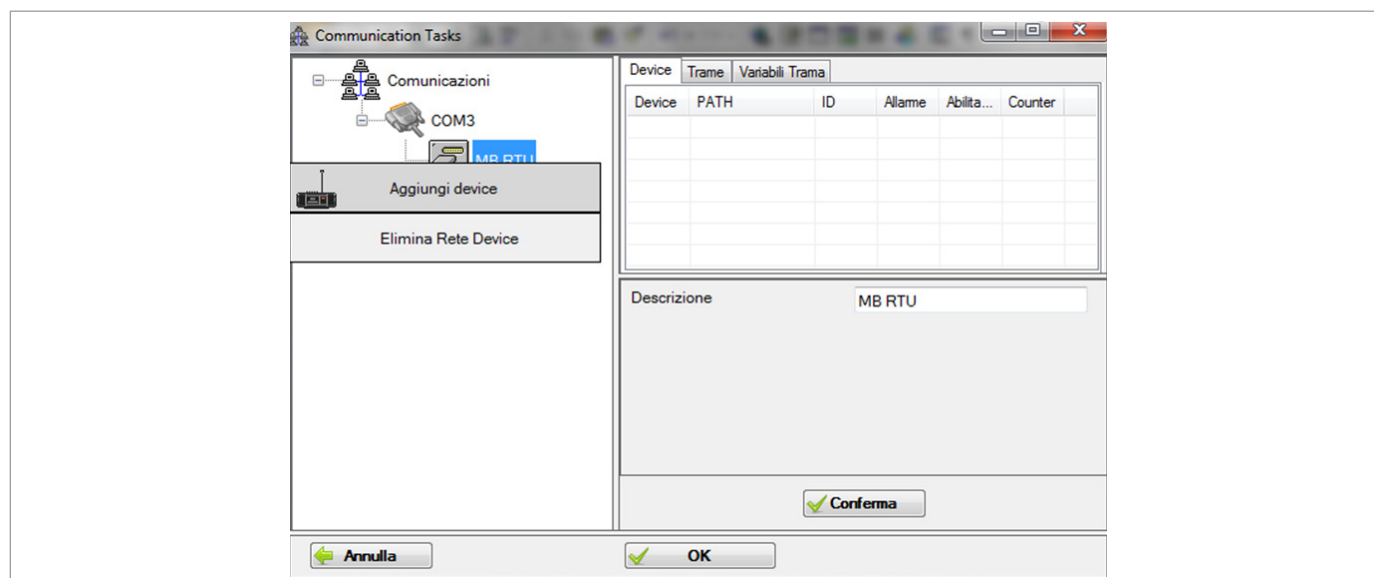 Communication Tasks
Comunicazioni
COM3
MB RTU
Aggiungi device
Elimina Rete Device
Device Trame Variabili Trama
Device PATH ID Allarme Abilita... Counter
Descrizione MB RTU
Conferma
Annulla OK